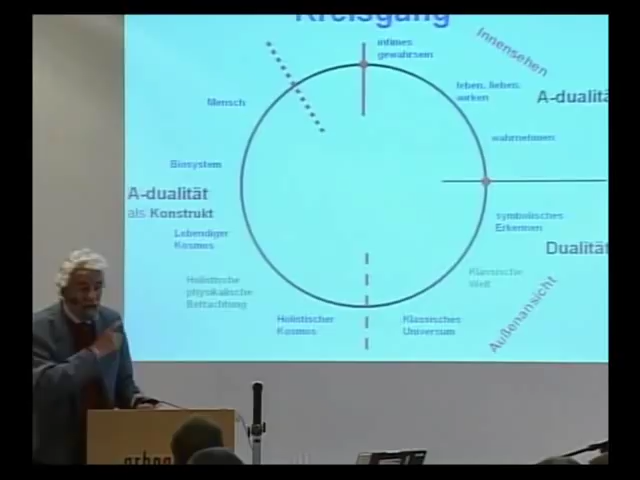 Kreisgang
Innensehen
intimes
gewahrsein
leben, lieben,
wirken
A-dualitä
Mensch
wahrnehmen
Biosystem
A-dualität
als Konstrukt
symbolisches
Erkennen
Lebendiger
Kosmos
Dualität
Klassische
Welt
Holistische
physikalische
Betrachtung
Außenansicht
Holistischer
Kosmos
Klassisches
Universum